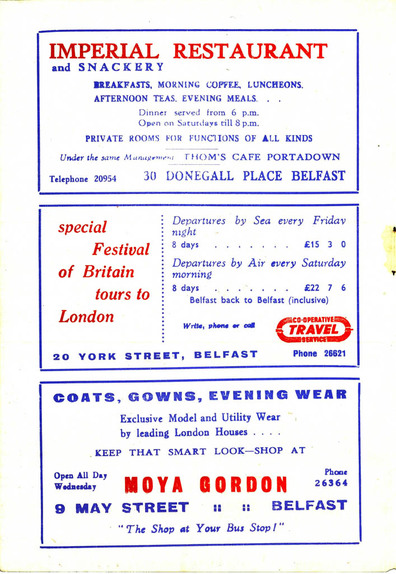 IMPERIAL RESTAURANT
and SNACKERY
BREAKFASTS, MORNING COFFEE, LUNCHEONS,
AFTERNOON TEAS, EVENING MEALS. . .
Dinner served from 6 p.m.
Open on Saturdays till 8 p.m.
PRIVATE ROOMS FOR FUNCTIONS OF ALL KINDS
Under the same Management THOM'S CAFE PORTADOWN
Telephone 20954 30 DONEGALL PLACE BELFAST
special
Festival
of Britain
tours to
London
Departures by Sea every Friday
night
8 days . . . . . . . £15 3 0
Departures by Air every Saturday
morning
8 days . . . . . . . £22 7 6
Belfast back to Belfast (inclusive)
Write, phone or call
CO-OPERATIVE
TRAVEL
SERVICE
20 YORK STREET, BELFAST Phone 26621
COATS, GOWNS, EVENING WEAR
Exclusive Model and Utility Wear
by leading London Houses . . . .
KEEP THAT SMART LOOK—SHOP AT
Open All Day
Wednesday
MOYA GORDON
Phone
26364
9 MAY STREET :: :: BELFAST
"The Shop at Your Bus Stop!"